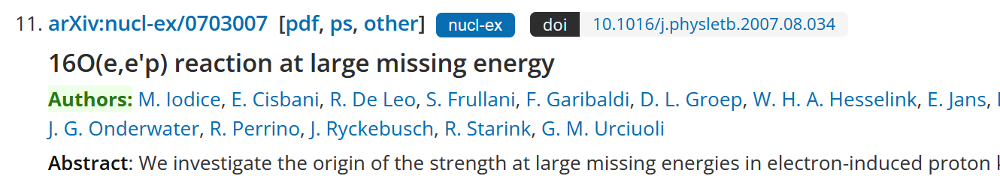 11. arXiv:nucl-ex/0703007 [pdf, ps, other] nucl-ex doi 10.1016/j.physletb.2007.08.034
16O(e,e'p) reaction at large missing energy
Authors: M. Iodice, E. Cisbani, R. De Leo, S. Frullani, F. Garibaldi, D. L. Groep, W. H. A. Hesselink, E. Jans,
J. G. Onderwater, R. Perrino, J. Ryckebusch, R. Starink, G. M. Urciuoli
Abstract: We investigate the origin of the strength at large missing energies in electron-induced proton